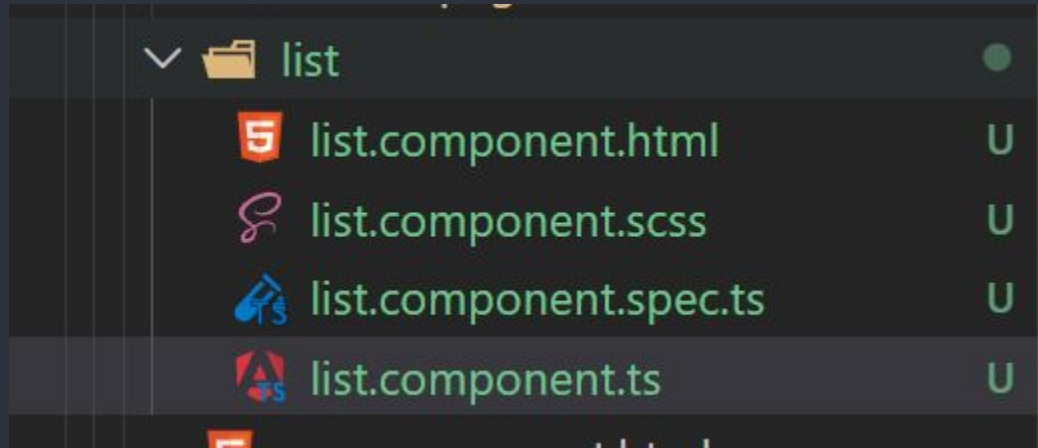 list
list.component.html U
list.component.scss U
list.component.spec.ts U
list.component.ts U